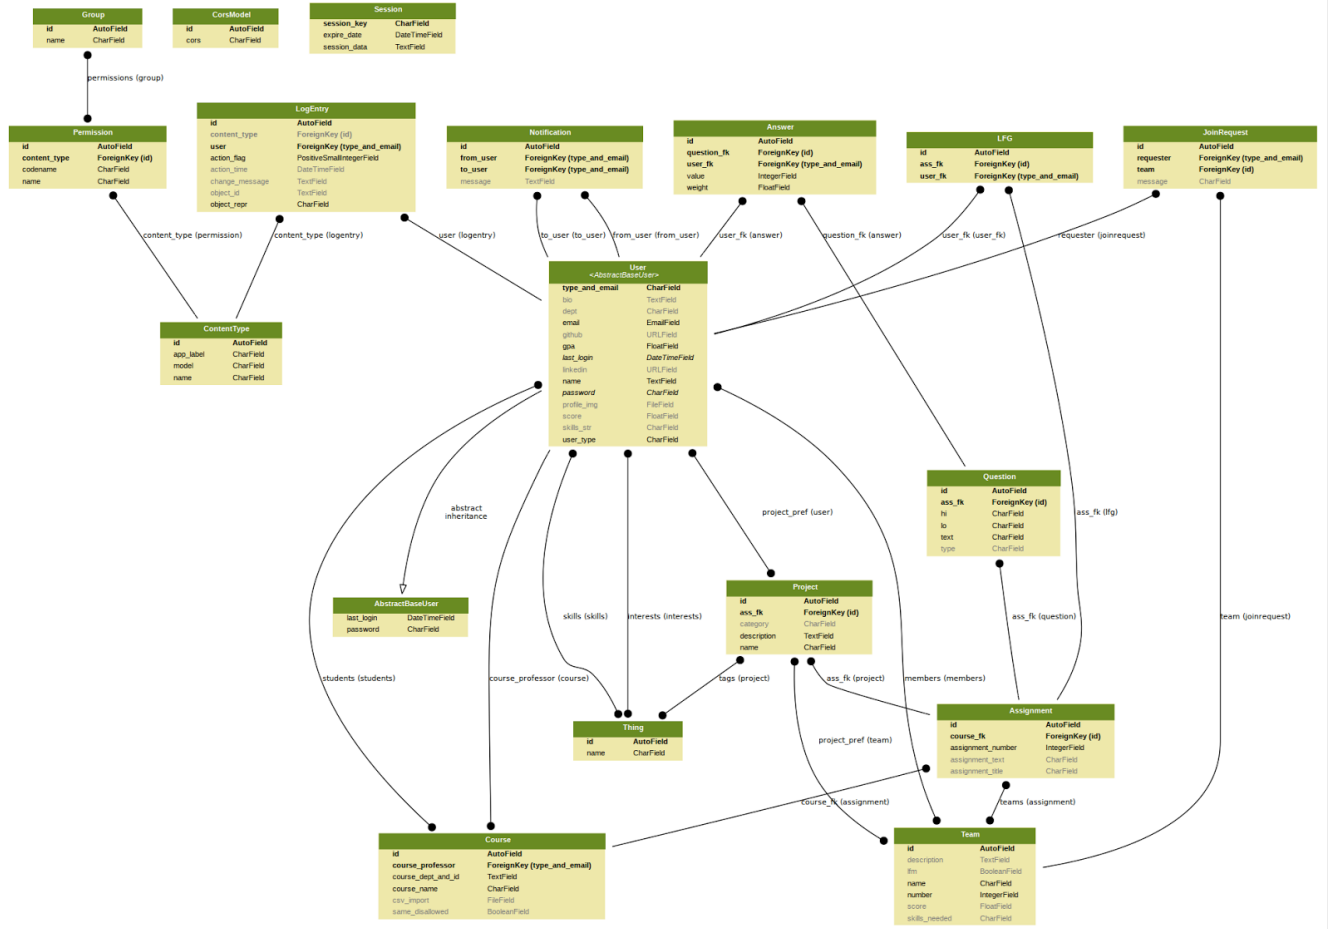 Group
id AutoField
name CharField
CorsModel
id AutoField
cors CharField
Session
session_key CharField
expire_date DateTimeField
session_data TextField
permissions (group)
Permission
id AutoField
content_type ForeignKey (id)
codename CharField
name CharField
LogEntry
id AutoField
content_type ForeignKey (id)
user ForeignKey (type_and_email)
action_flag PositiveSmallIntegerField
action_time DateTimeField
change_message TextField
object_id TextField
object_repr CharField
Notification
id AutoField
from_user ForeignKey (type_and_email)
to_user ForeignKey (type_and_email)
message TextField
Answer
id AutoField
question_fk ForeignKey (id)
user_fk ForeignKey (type_and_email)
value IntegerField
weight FloatField
LFG
id AutoField
ass_fk ForeignKey (id)
user_fk ForeignKey (type_and_email)
JoinRequest
id AutoField
requester ForeignKey (type_and_email)
team ForeignKey (id)
message CharField
content_type (permission)
content_type (logentry)
user (logentry)
to_user (to_user)
from_user (from_user)
user_fk (answer)
question_fk (answer)
user_fk (user_fk)
requester (joinrequest)
User
<AbstractBaseUser>
type_and_email CharField
bio TextField
dept CharField
email EmailField
github URLField
gpa FloatField
last_login DateTimeField
linkedin URLField
name TextField
password CharField
profile_img FileField
score FloatField
skills_str CharField
user_type CharField
ContentType
id AutoField
app_label CharField
model CharField
name CharField
Question
id AutoField
ass_fk ForeignKey (id)
hi CharField
lo CharField
text CharField
type CharField
abstract
inheritance
project_pref (user)
ass_fk (lfg)
AbstractBaseUser
last_login DateTimeField
password CharField
Project
id AutoField
ass_fk ForeignKey (id)
category CharField
description TextField
name CharField
skills (skills)
interests (interests)
ass_fk (question)
team (joinrequest)
students (students)
course_professor (course)
tags (project)
ass_fk (project)
members (members)
Thing
id AutoField
name CharField
Assignment
id AutoField
course_fk ForeignKey (id)
assignment_number IntegerField
assignment_text CharField
assignment_title CharField
project_pref (team)
course_fk (assignment)
teams (assignment)
Course
id AutoField
course_professor ForeignKey (type_and_email)
course_dept_and_id TextField
course_name CharField
csv_import FileField
same_disallowed BooleanField
Team
id AutoField
description TextField
lfm BooleanField
name CharField
number IntegerField
score FloatField
skills_needed CharField